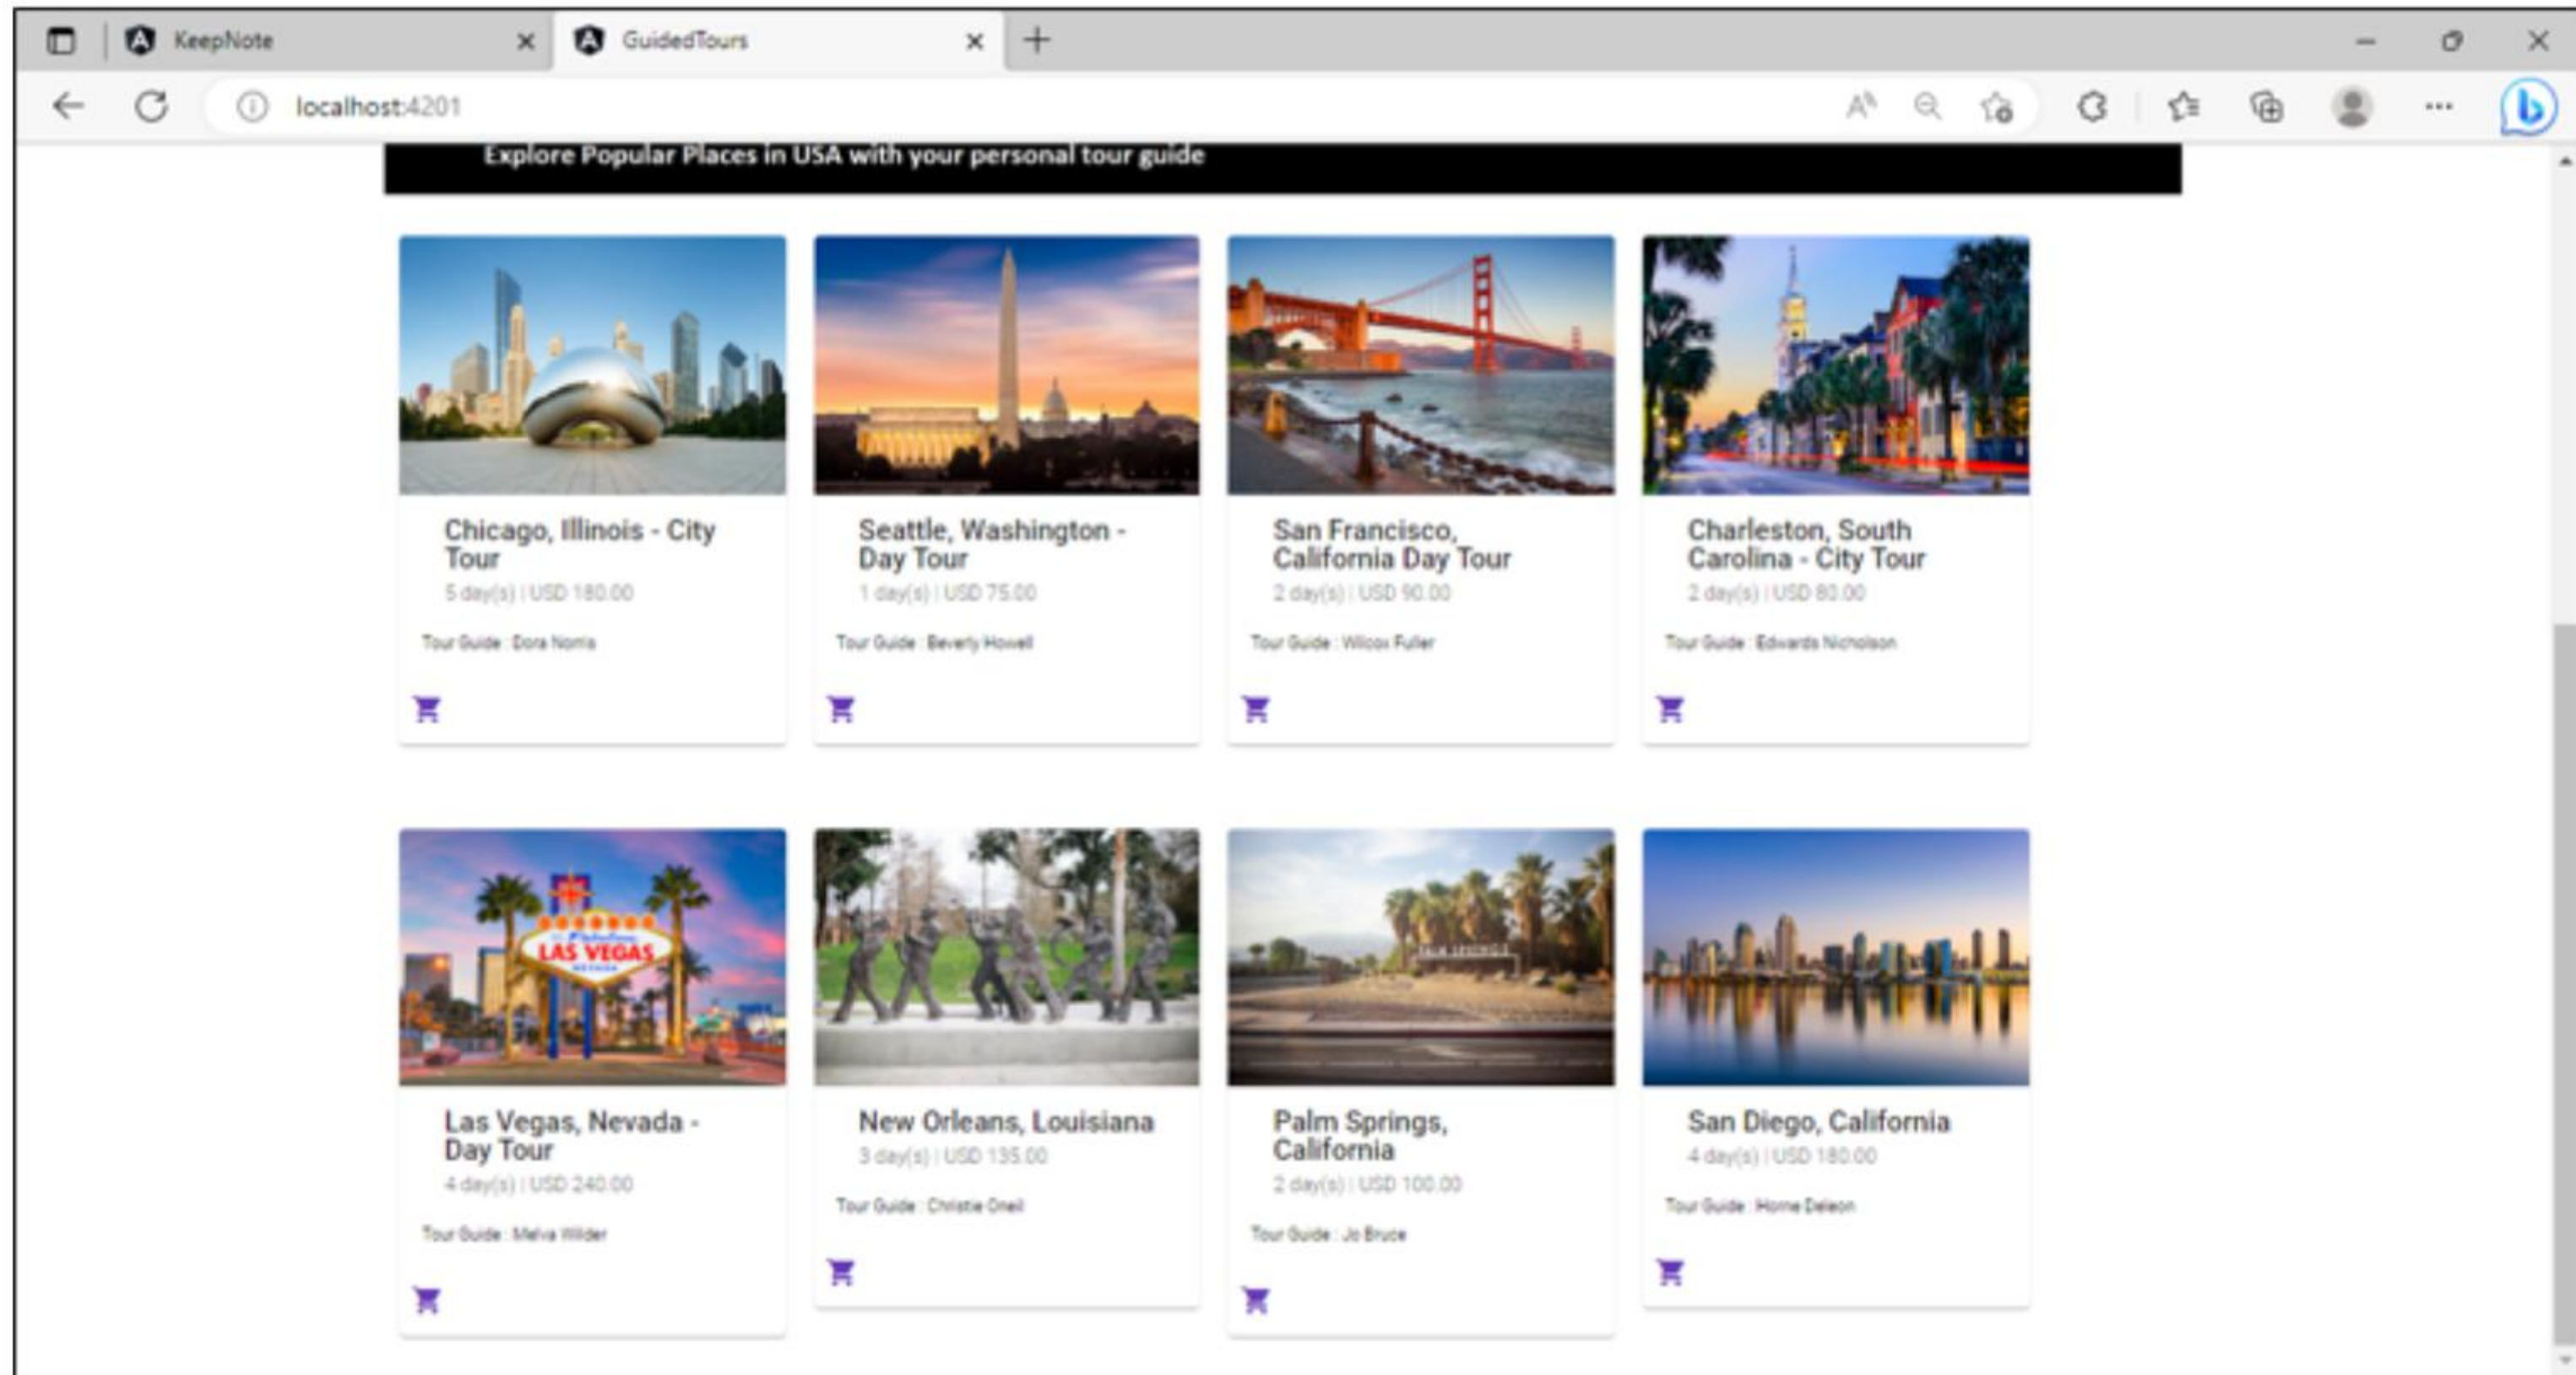 KeepNote
GuidedTours
localhost:4201
Explore Popular Places in USA with your personal tour guide
Chicago, Illinois - City
Tour
5 day(s) | USD 180.00
Tour Guide : Dora Norris
Seattle, Washington -
Day Tour
1 day(s) | USD 75.00
Tour Guide : Beverly Howell
San Francisco,
California Day Tour
2 day(s) | USD 90.00
Tour Guide : Wilcox Fuller
Charleston, South
Carolina - City Tour
2 day(s) | USD 80.00
Tour Guide : Edwards Nicholson
LAS VEGAS
NEVADA
Las Vegas, Nevada -
Day Tour
4 day(s) | USD 240.00
Tour Guide : Melva Wilder
New Orleans, Louisiana
3 day(s) | USD 135.00
Tour Guide : Christie Oneil
PALM SPRINGS
Palm Springs,
California
2 day(s) | USD 100.00
Tour Guide : Jo Bruce
San Diego, California
4 day(s) | USD 180.00
Tour Guide : Horne Deleon